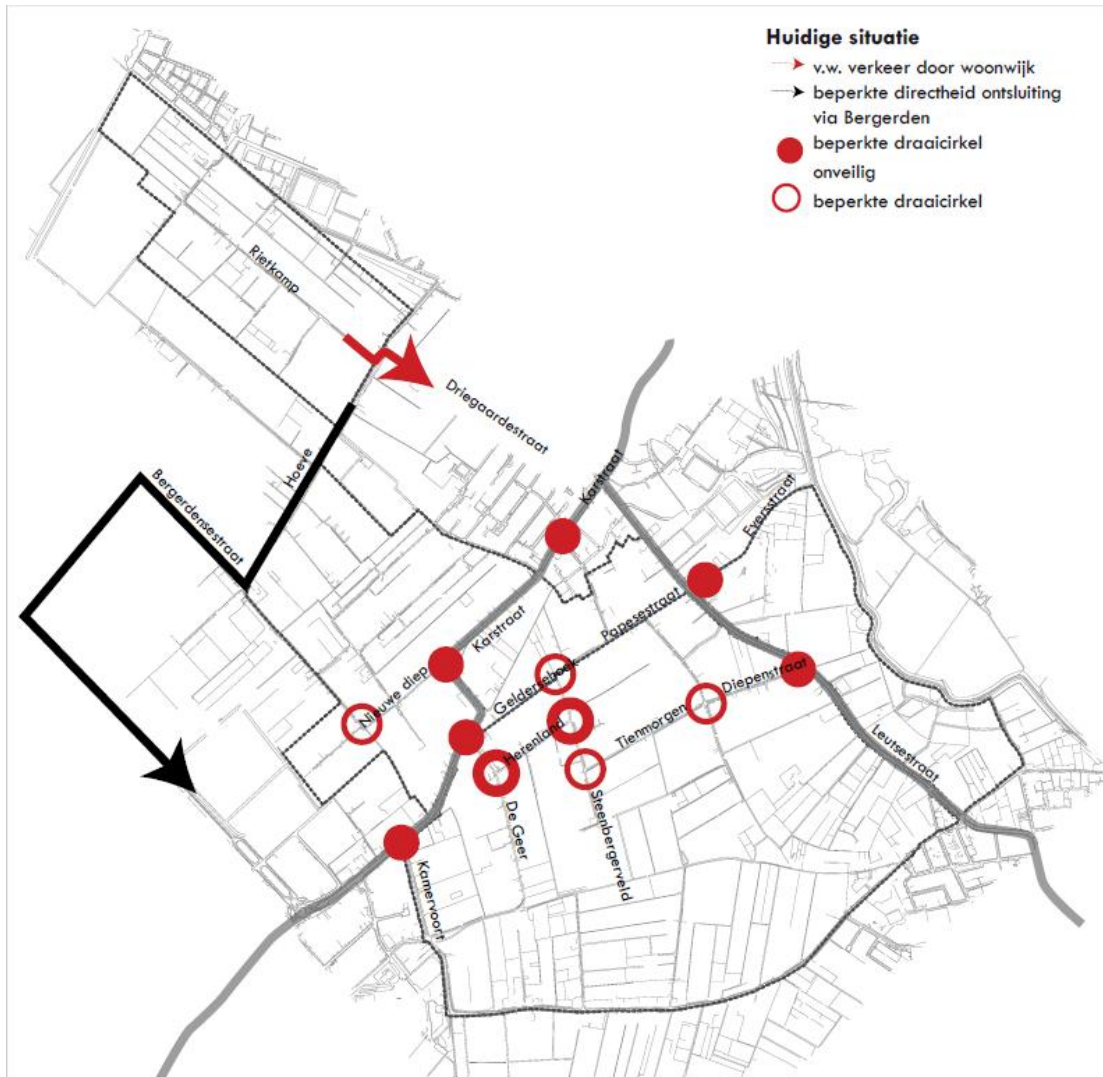 Huidige situatie
v.w. verkeer door woonwijk
beperkte directheid ontsluiting
via Bergerden
beperkte draaicirkel
onveilig
beperkte draaicirkel
Rietkamp
Driegaardestraat
Hoeve
Bergerdensestraat
Karstraat
Eversstraat
Papesestraat
Karstraat
Nieuwe diep
Gelderseboek
Diepenstraat
Herenland
Tienmorgen
Leutsestraat
De Geer
Steenbergerveld
Kamervoort